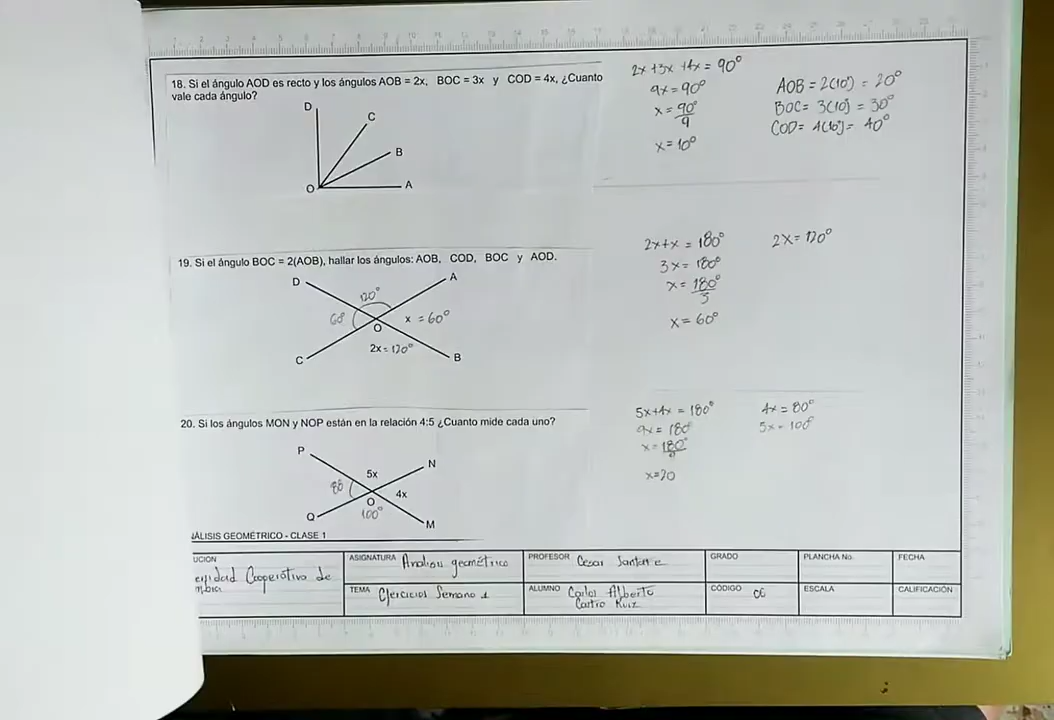 18. Si el ángulo AOD es recto y los ángulos AOB = 2x, BOC = 3x y COD = 4x, ¿Cuanto
vale cada ángulo?
D
C
B
A
O
2x+3x+4x = 90°
9x = 90°
x = 90°
9
x = 10°
AOB = 2(10°) = 20°
BOC = 3(10°) = 30°
COD = 4(10°) = 40°
19. Si el ángulo BOC = 2(AOB), hallar los ángulos: AOB, COD, BOC y AOD.
D
A
120°
60°
x = 60°
O
2x = 120°
C
B
2x+x = 180°
3x = 180°
x = 180°
3
x = 60°
2x = 120°
20. Si los ángulos MON y NOP están en la relación 4:5 ¿Cuanto mide cada uno?
P
N
5x
80
4x
O
Q
100°
M
5x+4x = 180°
9x = 180
x = 180°
9
x=20
4x = 80°
5x = 100°
ÁLISIS GEOMÉTRICO - CLASE 1
UCIÓN
Cooperativa de
ASIGNATURA Analisis geométrico
TEMA Ejercicios Semana 1
PROFESOR Cesar
ALUMNO Carlos Alberto
Castro Ruiz
GRADO
CÓDIGO
PLANCHA No.
ESCALA
FECHA
CALIFICACIÓN